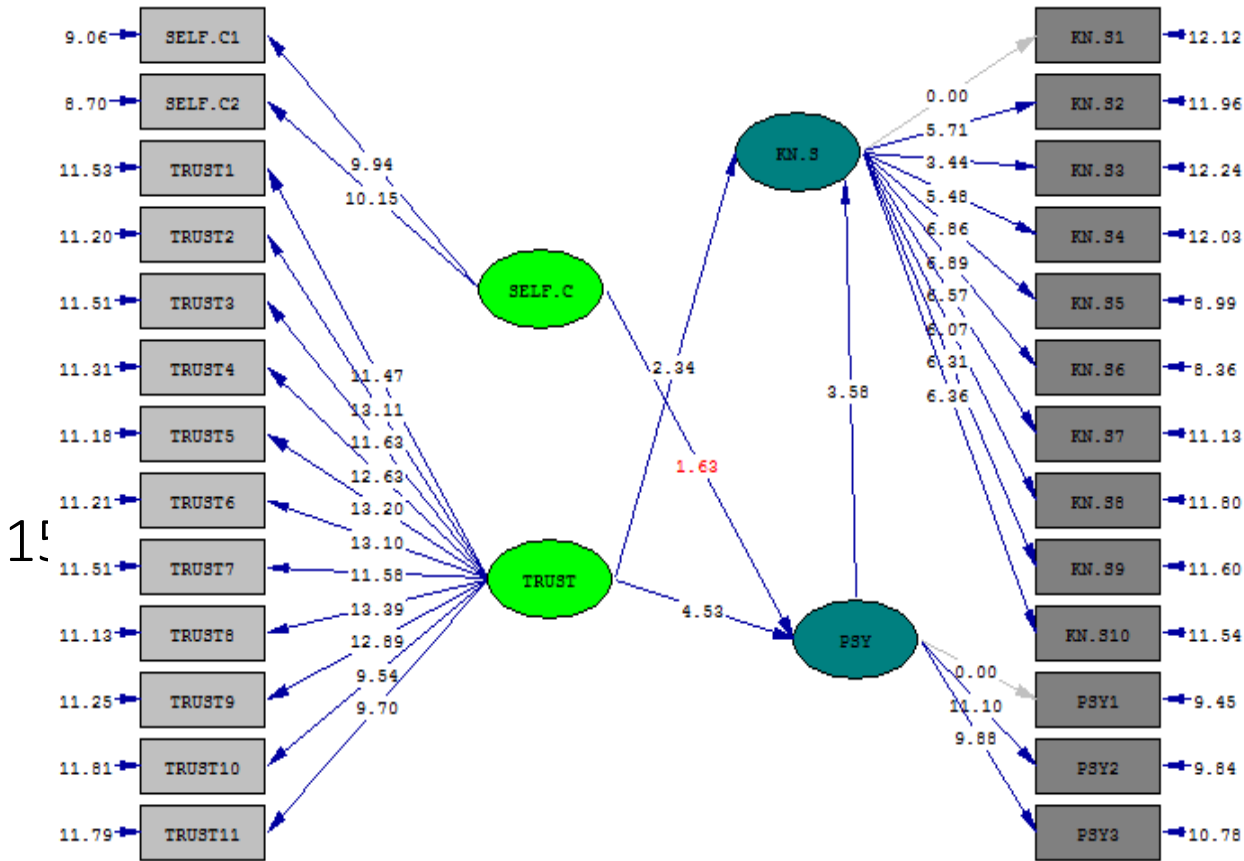 9.06 SELF.C1
8.70 SELF.C2
11.53 TRUST1
11.20 TRUST2
11.51 TRUST3
11.31 TRUST4
11.18 TRUST5
11.21 TRUST6
11.51 TRUST7
11.13 TRUST8
11.25 TRUST9
11.81 TRUST10
11.79 TRUST11
9.94
10.15
11.47
13.11
11.63
12.63
13.20
13.10
11.58
13.39
12.89
9.54
9.70
SELF.C
TRUST
2.34
1.63
4.53
3.58
KN.S
PSY
0.00
5.71
3.44
5.48
6.86
6.89
6.57
6.07
6.31
6.36
0.00
11.10
9.88
KN.S1 12.12
KN.S2 11.96
KN.S3 12.24
KN.S4 12.03
KN.S5 8.99
KN.S6 8.36
KN.S7 11.13
KN.S8 11.80
KN.S9 11.60
KN.S10 11.54
PSY1 9.45
PSY2 9.84
PSY3 10.78